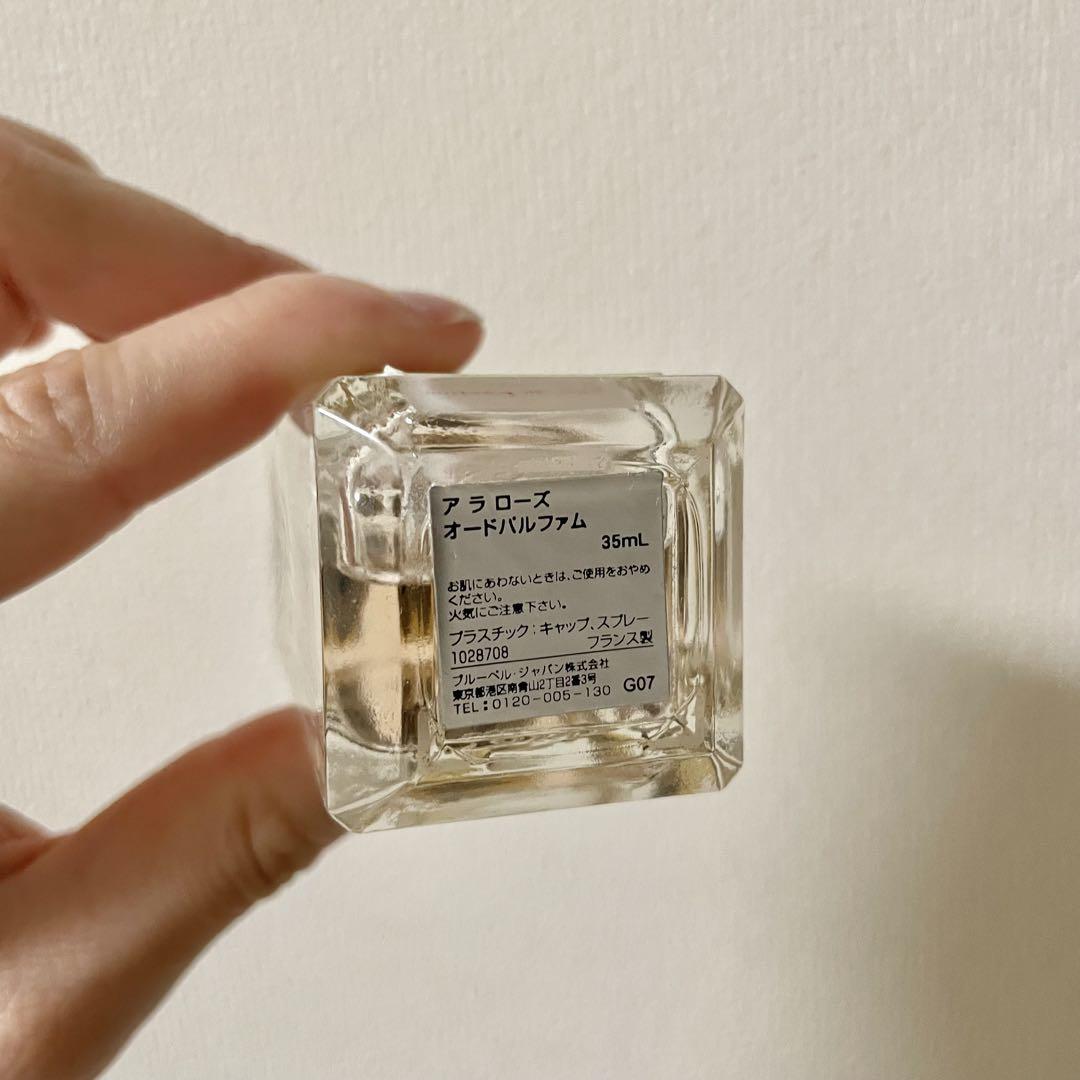 ア ラ ローズ
オードパルファム
35mL
お肌にあわないときは、ご使用をおやめ
ください。
火気にご注意下さい。
プラスチック;キャップ、スプレー
1028708 フランス製
ブルーベル・ジャパン株式会社
東京都港区南青山2丁目2番3号
TEL:0120-005-130 G07